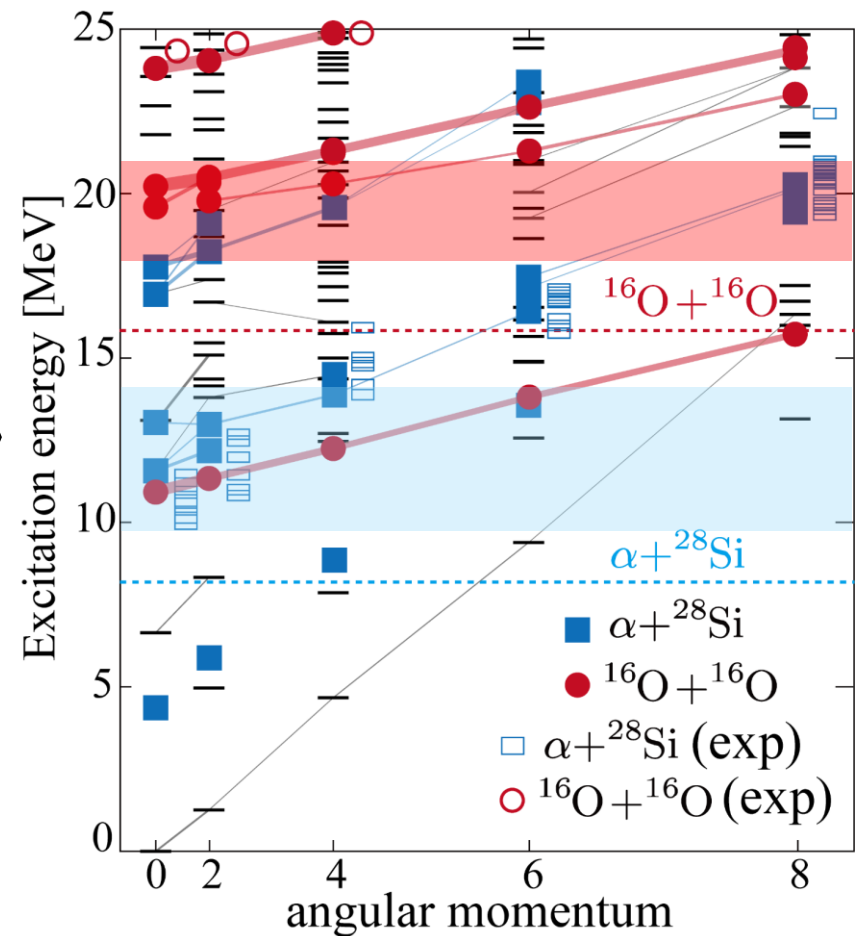 25
20
15
10
5
0
Excitation energy [MeV]
¹⁶O+¹⁶O
α+²⁸Si
α+²⁸Si
¹⁶O+¹⁶O
α+²⁸Si (exp)
¹⁶O+¹⁶O (exp)
0 2 4 6 8
angular momentum